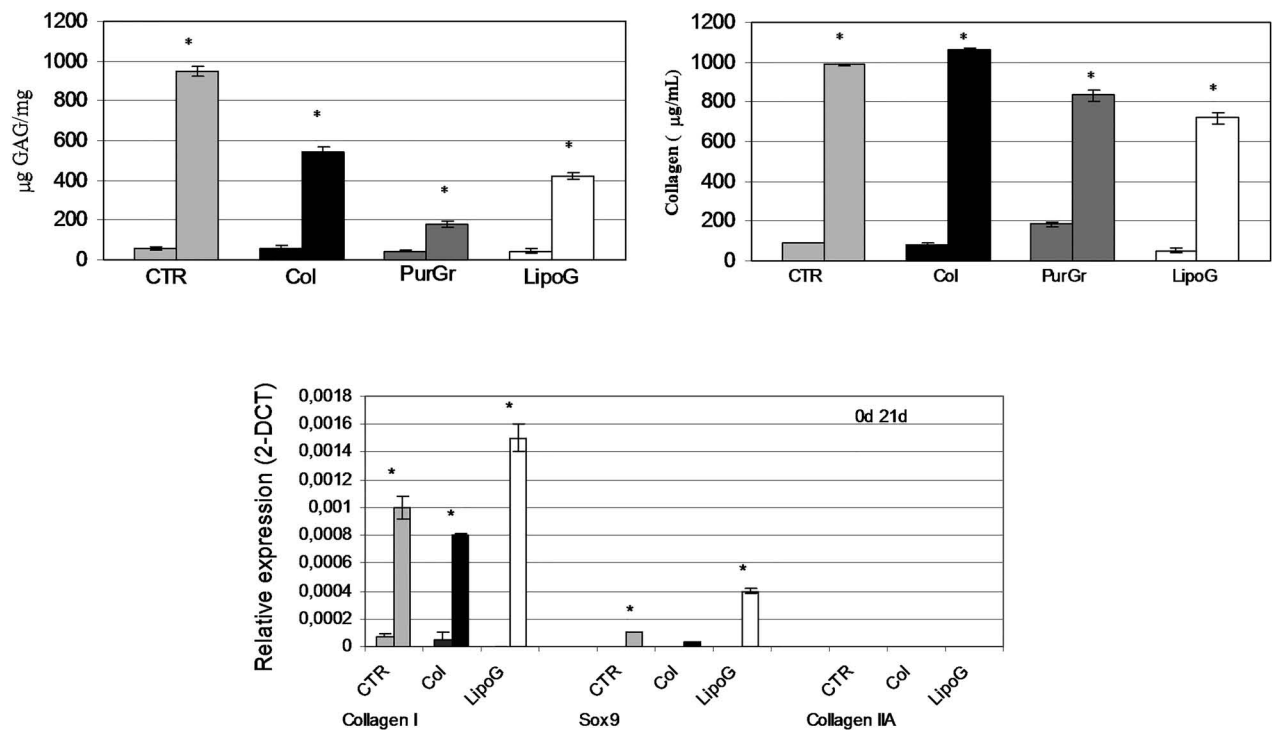 µg GAG/mg
1200
1000
800
600
400
200
0
*
*
*
*
CTR
Col
PurGr
LipoG
Collagen ( µg/mL)
1200
1000
800
600
400
200
0
*
*
*
*
CTR
Col
PurGr
LipoG
Relative expression (2-DCT)
0,0018
0,0016
0,0014
0,0012
0,001
0,0008
0,0006
0,0004
0,0002
0
0d 21d
*
*
*
*
*
CTR
Col
LipoG
CTR
Col
LipoG
CTR
Col
LipoG
Collagen I
Sox9
Collagen IIA